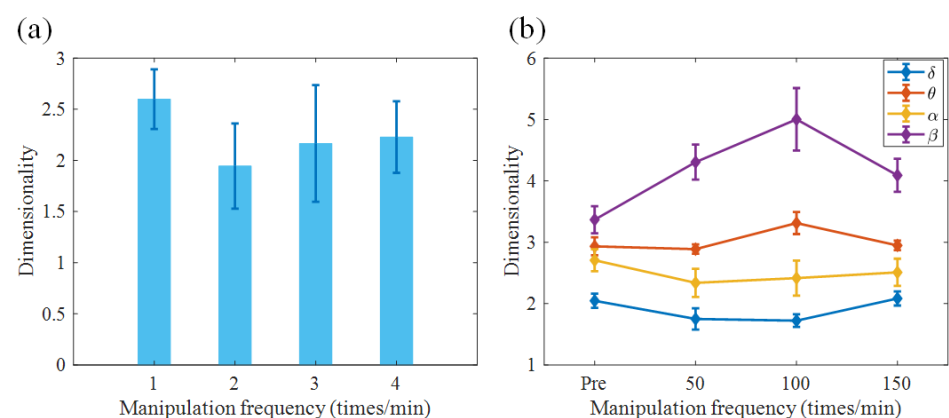 (a)
(b)
3
2.5
2
1.5
1
0.5
0
Dimensionality
1 2 3 4
Manipulation frequency (times/min)
6
5
4
3
2
1
Dimensionality
δ
θ
α
β
Pre 50 100 150
Manipulation frequency (times/min)